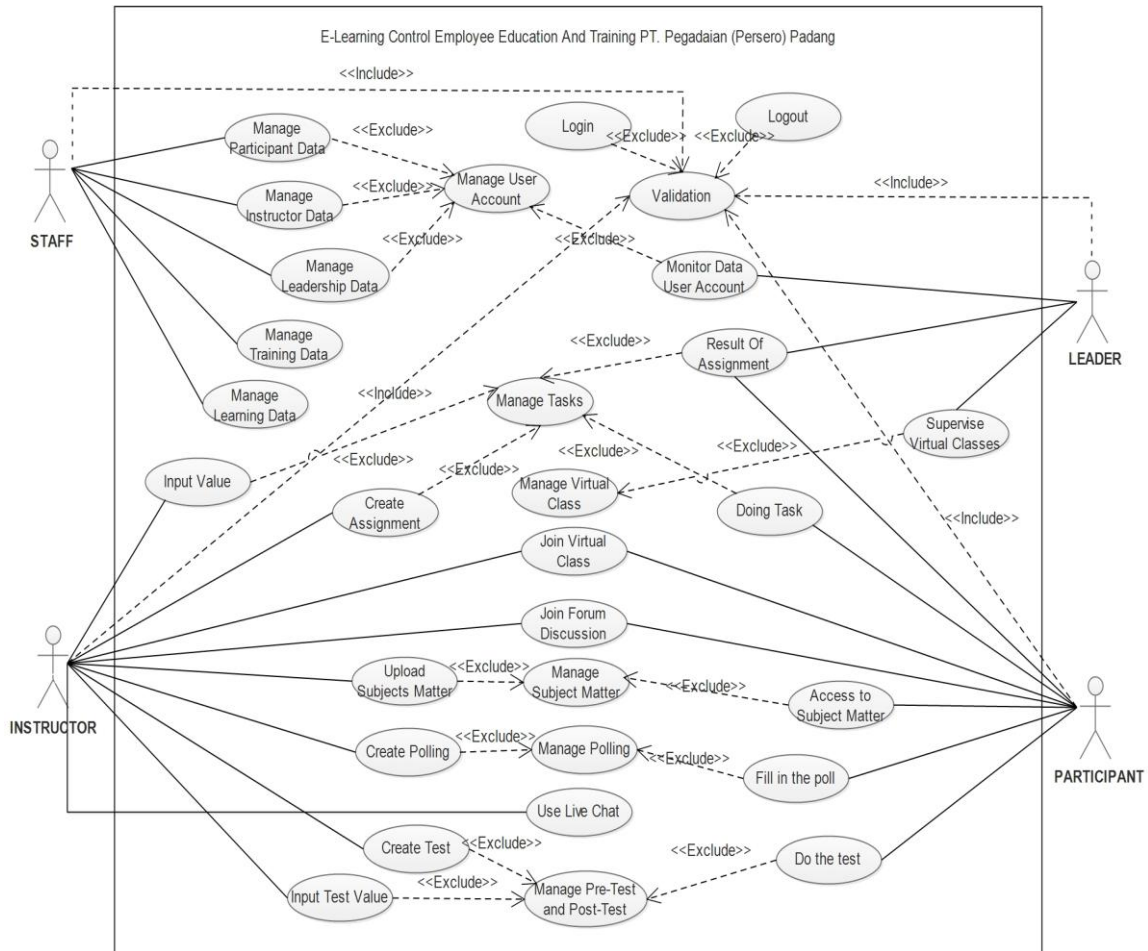 E-Learning Control Employee Education And Training PT. Pegadaian (Persero) Padang
<<Include>>
Login
Logout
<<Exclude>>
<<Exclude>>
Manage
Participant Data
<<Exclude>>
STAFF
Manage
Instructor Data
<<Exclude>>
Manage User
Account
Validation
<<Include>>
Manage
Leadership Data
<<Exclude>>
<<Exclude>>
Monitor Data
User Account
LEADER
Manage
Training Data
<<Exclude>>
Result Of
Assignment
Manage
Learning Data
<<Include>>
Manage Tasks
Supervise
Virtual Classes
Input Value
<<Exclude>>
<<Exclude>>
<<Exclude>>
<<Exclude>>
Manage Virtual
Class
Create
Assignment
Doing Task
<<Include>>
Join Virtual
Class
Join Forum
Discussion
INSTRUCTOR
Upload
Subjects Matter
<<Exclude>>
Manage
Subject Matter
<<Exclude>>
Access to
Subject Matter
PARTICIPANT
Create Polling
<<Exclude>>
Manage Polling
<<Exclude>>
Fill in the poll
Use Live Chat
Create Test
<<Exclude>>
<<Exclude>>
Do the test
Input Test Value
<<Exclude>>
Manage Pre-Test
and Post-Test